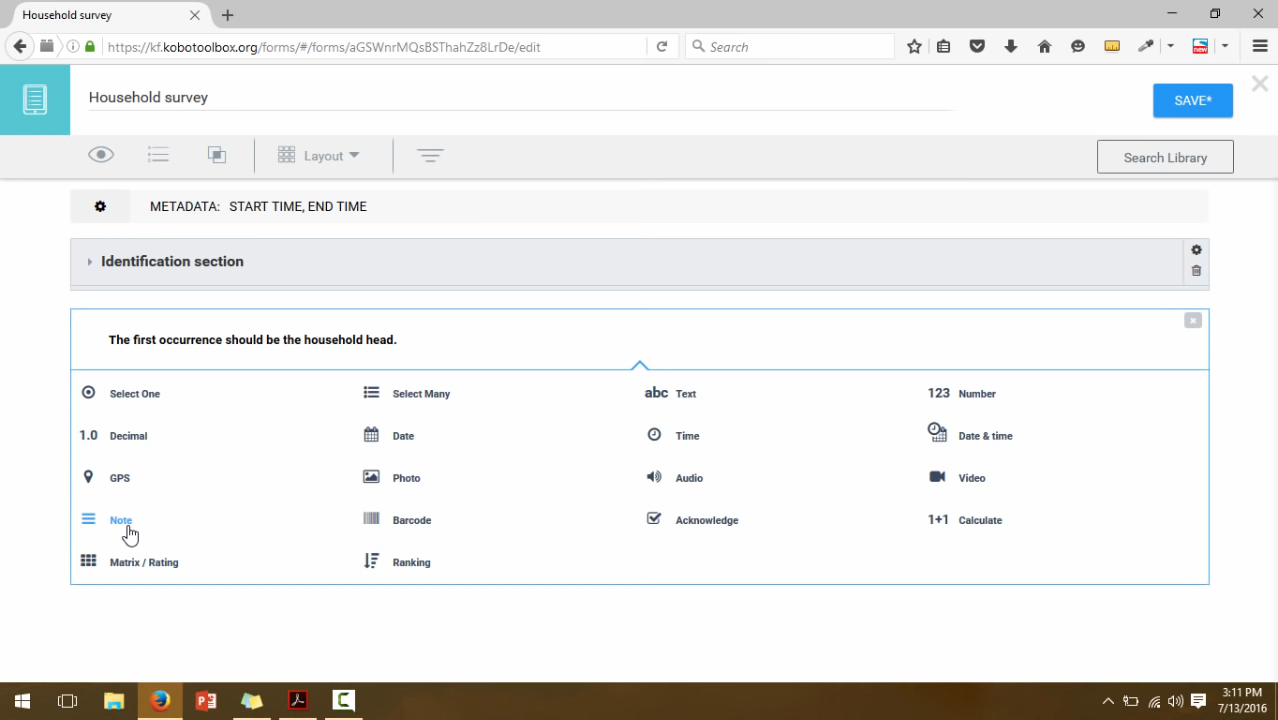 Household survey
https://kf.kobotoolbox.org/forms/#/forms/aGSWnrMQsBSThahZz8LrDe/edit
Search
new
Household survey
SAVE*
Layout
Search Library
METADATA: START TIME, END TIME
Identification section
The first occurrence should be the household head.
Select One
Select Many
abc Text
123 Number
1.0 Decimal
Date
Time
Date & time
GPS
Photo
Audio
Video
Note
Barcode
Acknowledge
1+1 Calculate
Matrix / Rating
Ranking
3:11 PM
7/13/2016